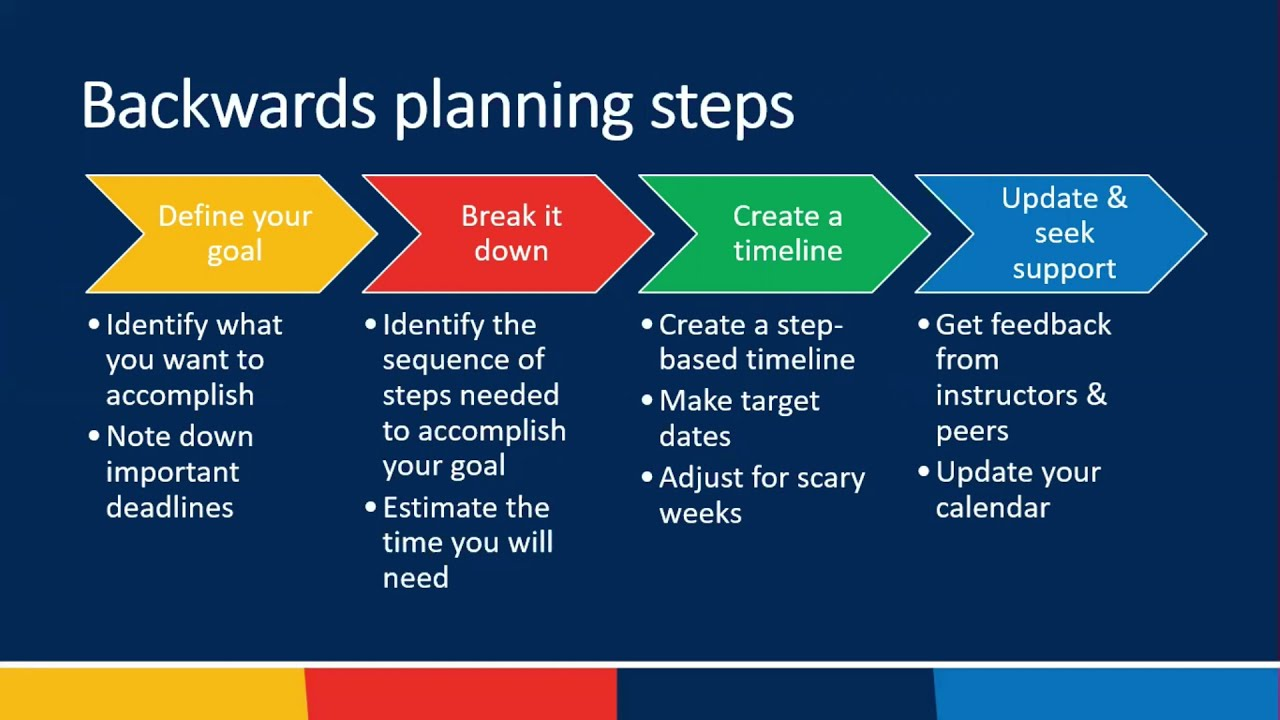 Backwards planning steps
Define your
goal
• Identify what
you want to
accomplish
• Note down
important
deadlines
Break it
down
• Identify the
sequence of
steps needed
to accomplish
your goal
• Estimate the
time you will
need
Create a
timeline
• Create a step-
based timeline
• Make target
dates
• Adjust for scary
weeks
Update &
seek
support
• Get feedback
from
instructors &
peers
• Update your
calendar